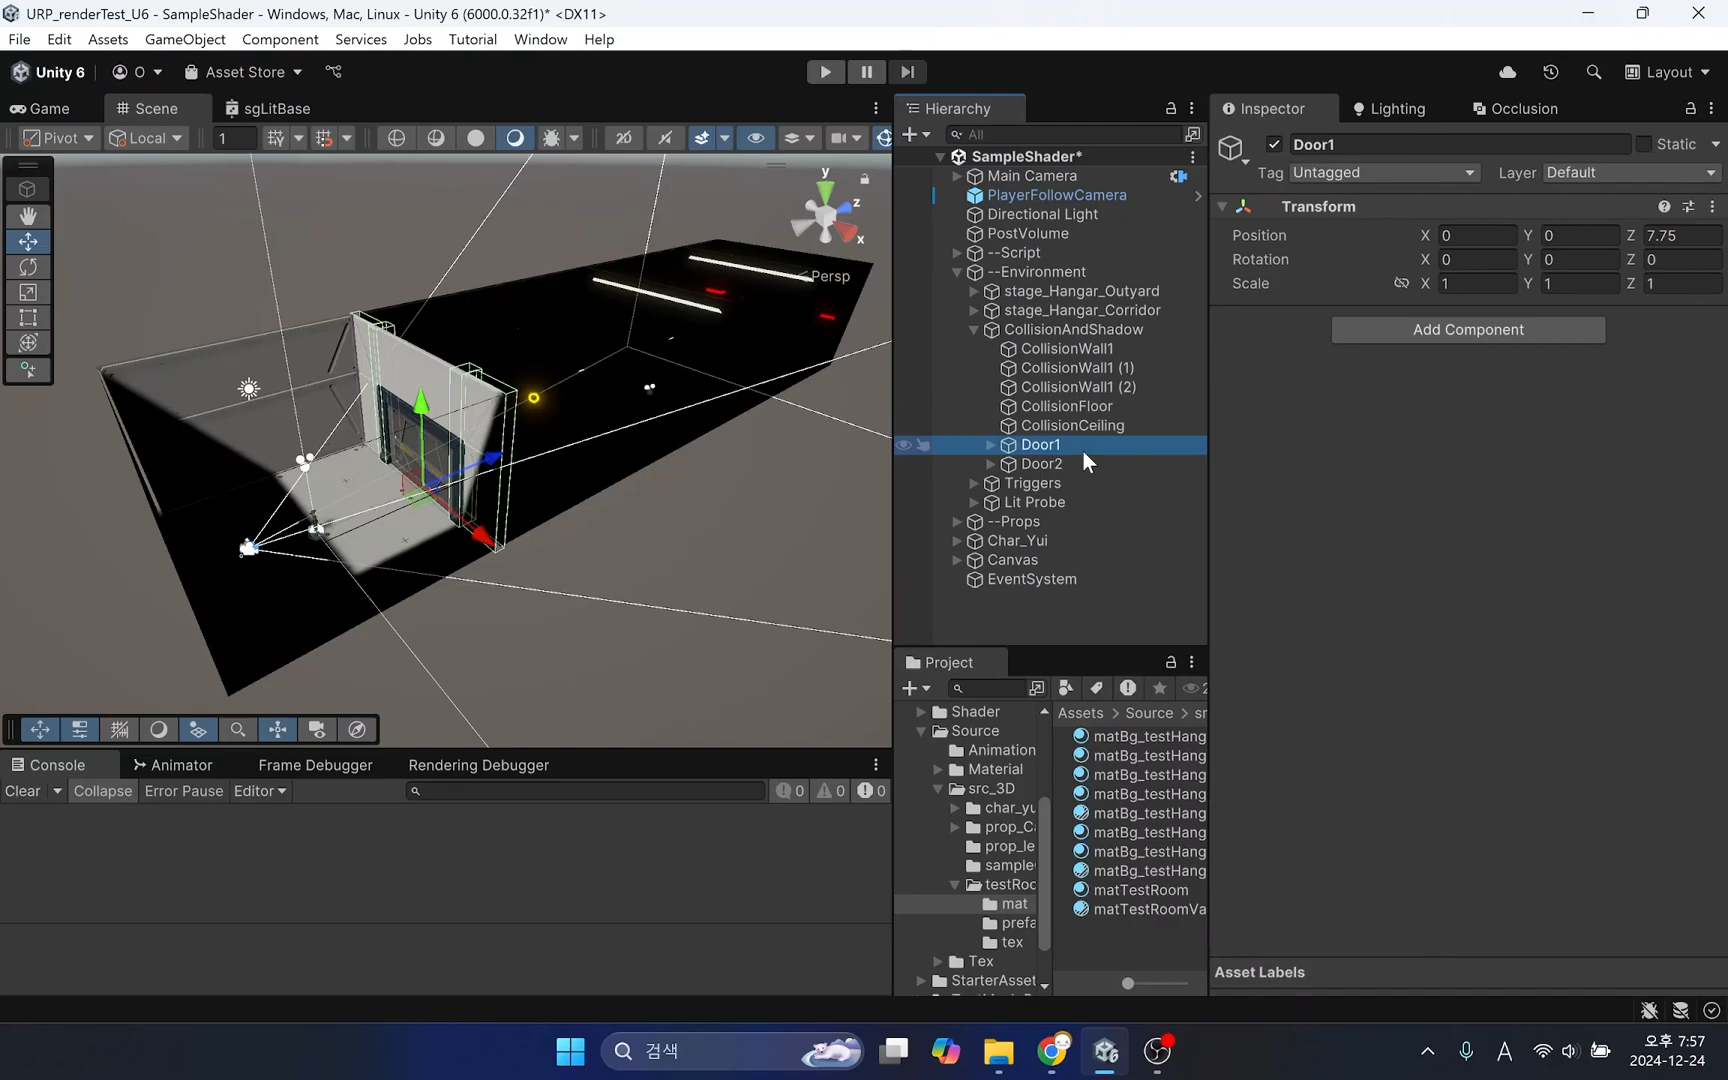 URP_renderTest_U6 - SampleShader - Windows, Mac, Linux - Unity 6 (6000.0.32f1)* <DX11>
File Edit Assets GameObject Component Services Jobs Tutorial Window Help
Unity 6 O Asset Store Layout
Game Scene sgLitBase
Pivot Local 1 2D
y
z
x
Persp
Hierarchy
All
SampleShader*
Main Camera
PlayerFollowCamera
Directional Light
PostVolume
--Script
--Environment
stage_Hangar_Outyard
stage_Hangar_Corridor
CollisionAndShadow
CollisionWall1
CollisionWall1 (1)
CollisionWall1 (2)
CollisionFloor
CollisionCeiling
Door1
Door2
Triggers
Lit Probe
--Props
Char_Yui
Canvas
EventSystem
Inspector Lighting Occlusion
Door1 Static
Tag Untagged Layer Default
Transform
Position X 0 Y 0 Z 7.75
Rotation X 0 Y 0 Z 0
Scale X 1 Y 1 Z 1
Add Component
Asset Labels
Project
2
Shader
Source
Animation
Material
src_3D
char_yu
prop_Ca
prop_le
sample
testRoo
mat
prefa
tex
Tex
StarterAsset
Assets > Source > sr
matBg_testHang
matBg_testHang
matBg_testHang
matBg_testHang
matBg_testHang
matBg_testHang
matBg_testHang
matBg_testHang
matTestRoom
matTestRoomVa
Console Animator Frame Debugger Rendering Debugger
Clear Collapse Error Pause Editor 0 0 0
검색
A
오후 7:57
2024-12-24